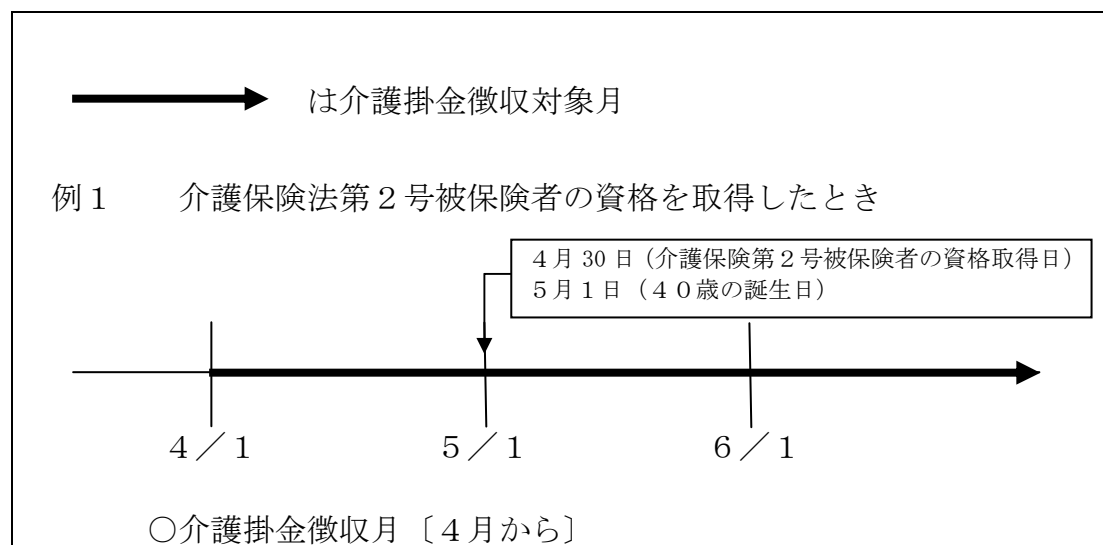 は介護掛金徴収対象月
例１　介護保険法第２号被保険者の資格を取得したとき
４月 30 日（介護保険第２号被保険者の資格取得日）
５月１日（４０歳の誕生日）
４／１　５／１　６／１
○介護掛金徴収月〔４月から〕